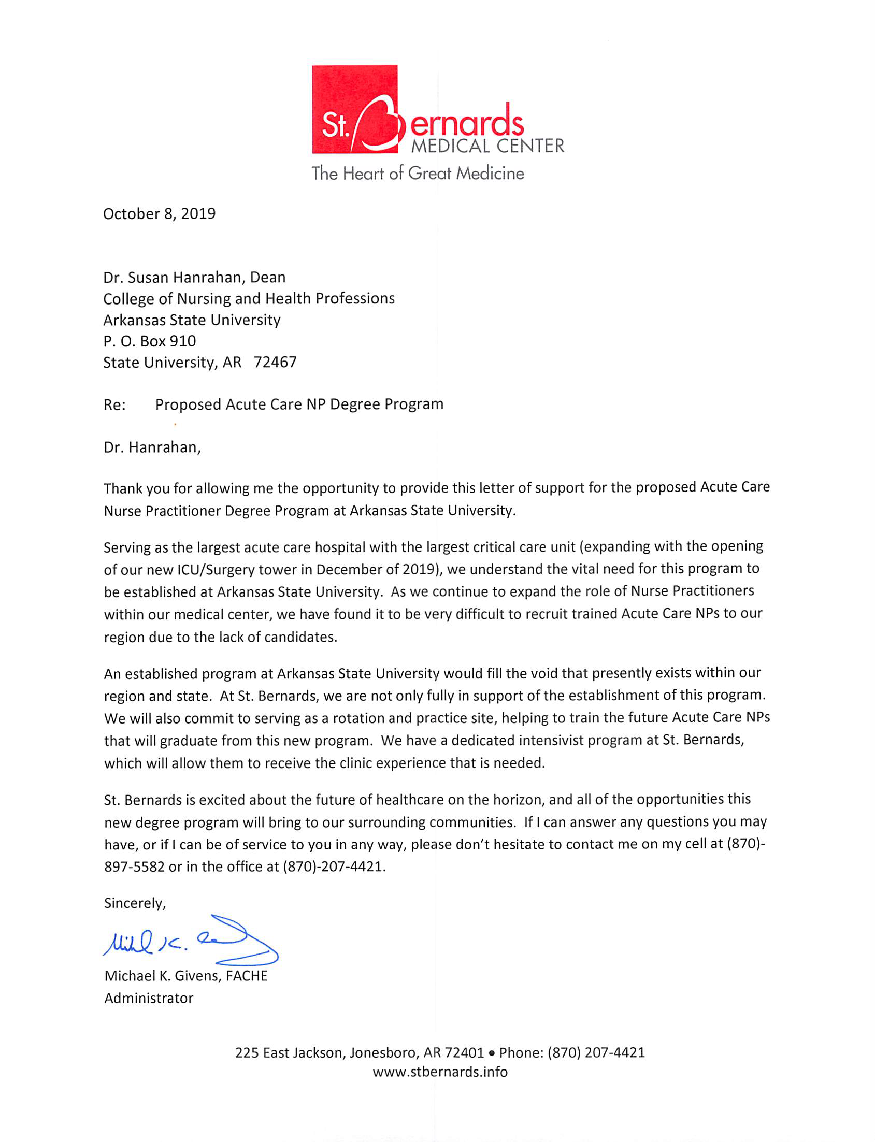 St. Bernards
MEDICAL CENTER
The Heart of Great Medicine
October 8, 2019
Dr. Susan Hanrahan, Dean
College of Nursing and Health Professions
Arkansas State University
P. O. Box 910
State University, AR 72467
Re: Proposed Acute Care NP Degree Program
Dr. Hanrahan,
Thank you for allowing me the opportunity to provide this letter of support for the proposed Acute Care
Nurse Practitioner Degree Program at Arkansas State University.
Serving as the largest acute care hospital with the largest critical care unit (expanding with the opening
of our new ICU/Surgery tower in December of 2019), we understand the vital need for this program to
be established at Arkansas State University. As we continue to expand the role of Nurse Practitioners
within our medical center, we have found it to be very difficult to recruit trained Acute Care NPs to our
region due to the lack of candidates.
An established program at Arkansas State University would fill the void that presently exists within our
region and state. At St. Bernards, we are not only fully in support of the establishment of this program.
We will also commit to serving as a rotation and practice site, helping to train the future Acute Care NPs
that will graduate from this new program. We have a dedicated intensivist program at St. Bernards,
which will allow them to receive the clinic experience that is needed.
St. Bernards is excited about the future of healthcare on the horizon, and all of the opportunities this
new degree program will bring to our surrounding communities. If I can answer any questions you may
have, or if I can be of service to you in any way, please don't hesitate to contact me on my cell at (870)-
897-5582 or in the office at (870)-207-4421.
Sincerely,
Michael K. Givens, FACHE
Administrator
225 East Jackson, Jonesboro, AR 72401 • Phone: (870) 207-4421
www.stbernards.info